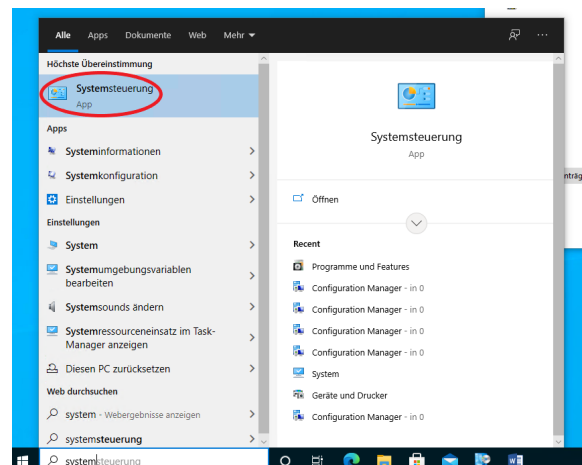 Alle Apps Dokumente Web Mehr
Höchste Übereinstimmung
Systemsteuerung
App
Apps
Systeminformationen
Systemkonfiguration
Einstellungen
Einstellungen
System
Systemumgebungsvariablen
bearbeiten
Systemsounds ändern
Systemressourceneinsatz im Task-
Manager anzeigen
Diesen PC zurücksetzen
Web durchsuchen
system - Webergebnisse anzeigen
systemsteuerung
systemsteuerung
Systemsteuerung
App
Öffnen
Recent
Programme und Features
Configuration Manager - in 0
Configuration Manager - in 0
Configuration Manager - in 0
Configuration Manager - in 0
System
Geräte und Drucker
Configuration Manager - in 0